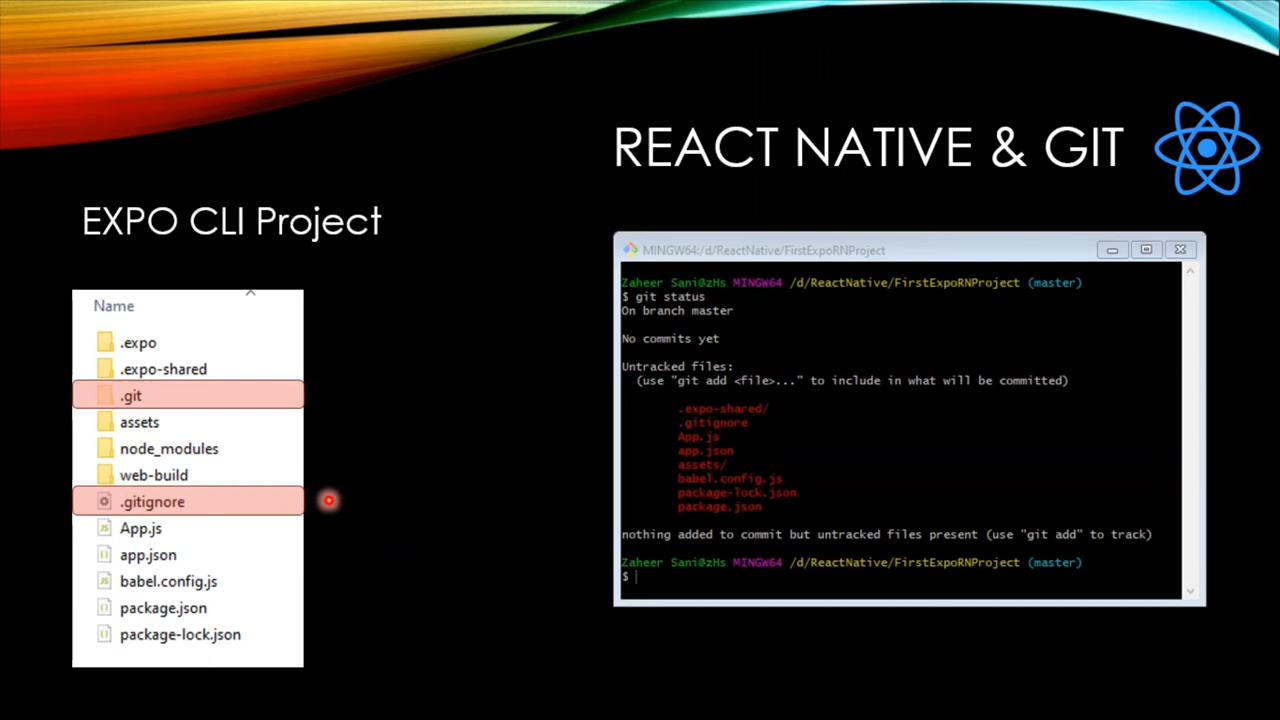 REACT NATIVE & GIT
EXPO CLI Project
Name
.expo
.expo-shared
.git
assets
node_modules
web-build
.gitignore
App.js
app.json
babel.config.js
package.json
package-lock.json
MINGW64:/d/ReactNative/FirstExpoRNProject
Zaheer Sani@zHs MINGW64 /d/ReactNative/FirstExpoRNProject (master)
$ git status
On branch master
No commits yet
Untracked files:
(use "git add <file>..." to include in what will be committed)
.expo-shared/
.gitignore
App.js
app.json
assets/
babel.config.js
package-lock.json
package.json
nothing added to commit but untracked files present (use "git add" to track)
Zaheer Sani@zHs MINGW64 /d/ReactNative/FirstExpoRNProject (master)
$